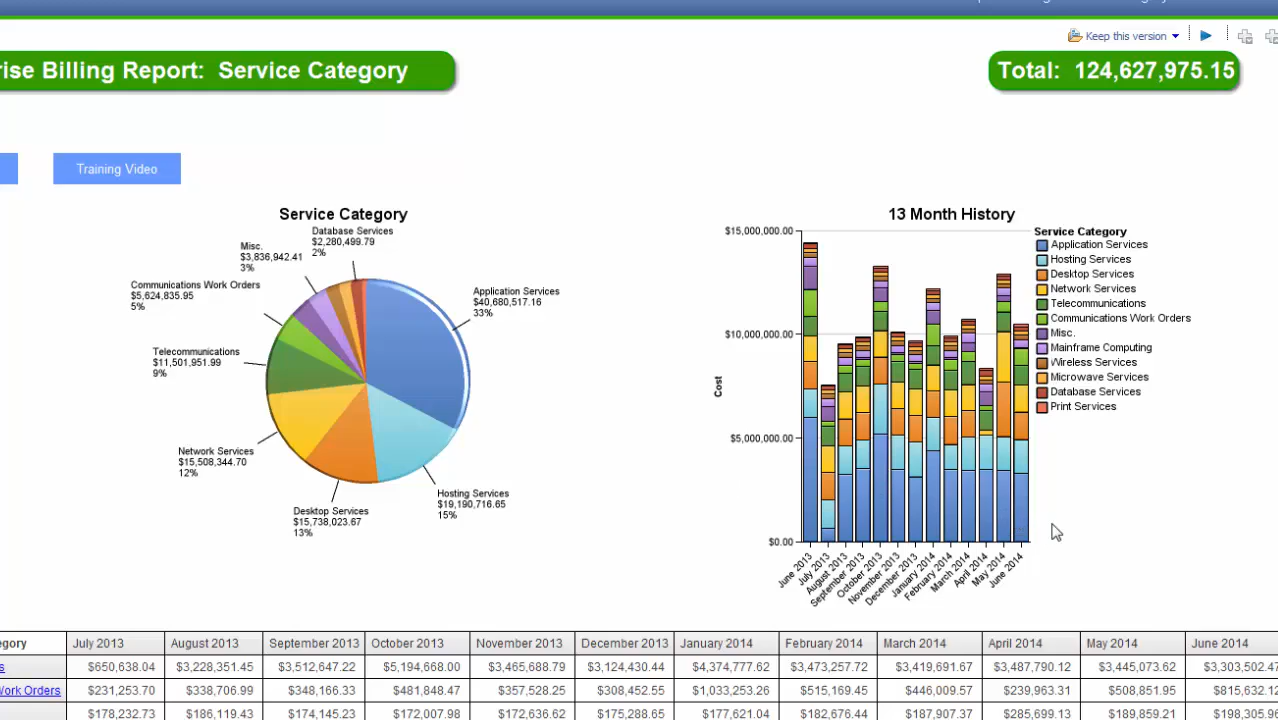 Keep this version
rise Billing Report: Service Category
Total: 124,627,975.15
Training Video
Service Category
Database Services
$2,280,499.79
2%
Misc.
$3,836,942.41
3%
Communications Work Orders
$5,624,835.95
5%
Application Services
$40,680,517.16
33%
Telecommunications
$11,501,951.99
9%
Network Services
$15,508,344.70
12%
Hosting Services
$19,190,716.65
15%
Desktop Services
$15,738,023.67
13%
13 Month History
$15,000,000.00
$10,000,000.00
$5,000,000.00
$0.00
Cost
June 2013
July 2013
August 2013
September 2013
October 2013
November 2013
December 2013
January 2014
February 2014
March 2014
April 2014
May 2014
June 2014
Service Category
Application Services
Hosting Services
Desktop Services
Network Services
Telecommunications
Communications Work Orders
Misc.
Mainframe Computing
Wireless Services
Microwave Services
Database Services
Print Services
egory July 2013 August 2013 September 2013 October 2013 November 2013 December 2013 January 2014 February 2014 March 2014 April 2014 May 2014 June 2014
s $650,638.04 $3,228,351.45 $3,512,647.22 $5,194,668.00 $3,465,688.79 $3,124,430.44 $4,374,777.62 $3,473,257.72 $3,419,691.67 $3,487,790.12 $3,445,073.62 $3,303,502.47
Work Orders $231,253.70 $338,706.99 $348,166.33 $481,848.47 $357,528.25 $308,452.55 $1,033,253.26 $515,169.45 $446,009.57 $239,963.31 $508,851.95 $815,632.12
$178,232.73 $186,119.43 $174,145.23 $172,007.98 $172,636.62 $175,288.65 $177,621.04 $182,676.44 $187,907.37 $285,699.13 $189,859.21 $198,305.96